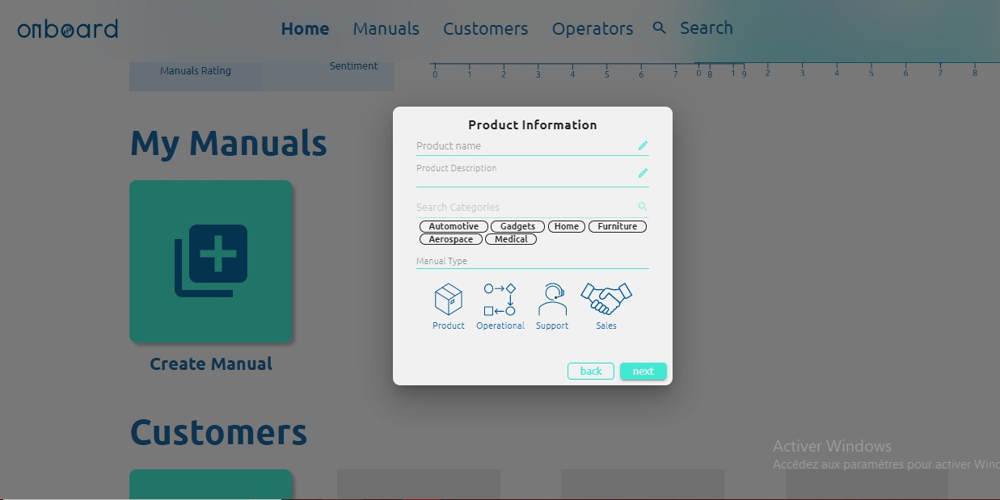 onboard
Home Manuals Customers Operators Search
Manuals Rating Sentiment
0 1 2 3 4 5 6 7 8 9
0 1 2 3 4 5 6 7 8
My Manuals
Create Manual
Product Information
Product name
Product Description
Search Categories
Automotive Gadgets Home Furniture
Aerospace Medical
Manual Type
Product Operational Support Sales
back next
Customers
Activer Windows
Accédez aux paramètres pour activer